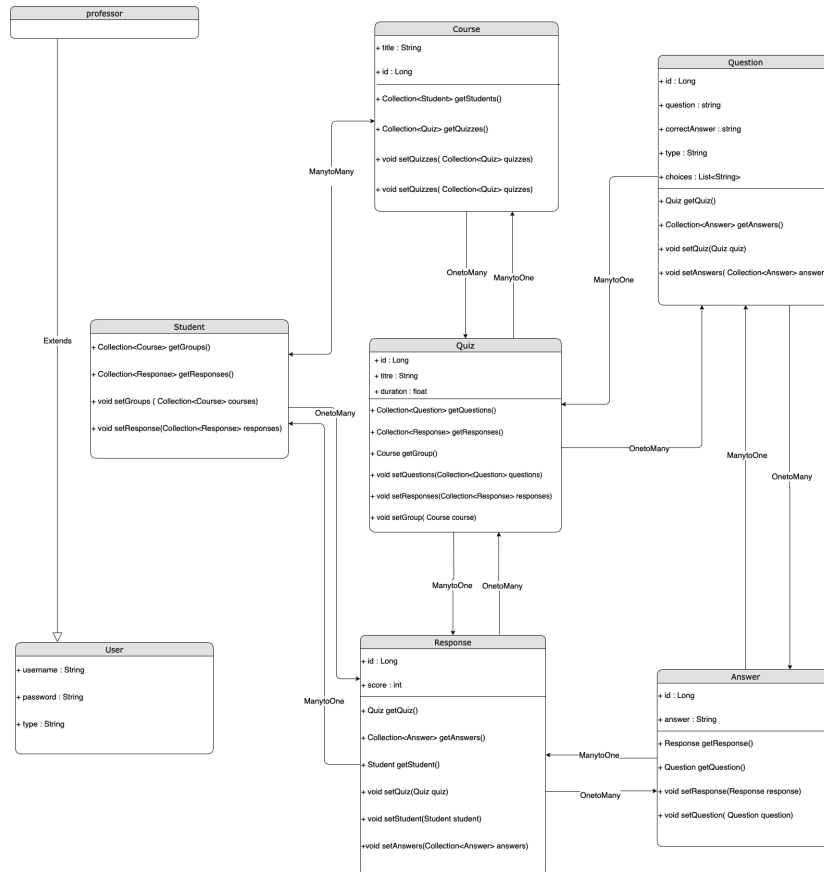 professor
Extends
User
+ username : String
+ password : String
+ type : String
Student
+ Collection<Course> getGroups()
+ Collection<Response> getResponses()
+ void setGroups ( Collection<Course> courses)
+ void setResponse(Collection<Response> responses)
ManytoMany
OnetoMany
ManytoOne
Course
+ title : String
+ id : Long
+ Collection<Student> getStudents()
+ Collection<Quiz> getQuizzes()
+ void setQuizzes( Collection<Quiz> quizzes)
+ void setQuizzes( Collection<Quiz> quizzes)
OnetoMany
ManytoOne
Quiz
+ id : Long
+ titre : String
+ duration : float
+ Collection<Question> getQuestions()
+ Collection<Response> getResponses()
+ Course getGroup()
+ void setQuestions(Collection<Question> questions)
+ void setResponses(Collection<Response> responses)
+ void setGroup( Course course)
ManytoOne
OnetoMany
Response
+ id : Long
+ score : int
+ Quiz getQuiz()
+ Collection<Answer> getAnswers()
+ Student getStudent()
+ void setQuiz(Quiz quiz)
+ void setStudent(Student student)
+void setAnswers(Collection<Answer> answers)
ManytoOne
OnetoMany
Question
+ id : Long
+ question : string
+ correctAnswer : string
+ type : String
+ choices : List<String>
+ Quiz getQuiz()
+ Collection<Answer> getAnswers()
+ void setQuiz(Quiz quiz)
+ void setAnswers( Collection<Answer> answer
ManytoOne
OnetoMany
ManytoOne
OnetoMany
Answer
+ id : Long
+ answer : String
+ Response getResponse()
+ Question getQuestion()
+ void setResponse(Response response)
+ void setQuestion( Question question)